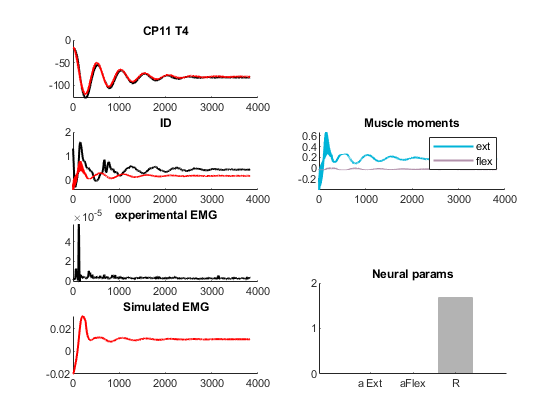 CP11 T4
0
-50
-100
0 1000 2000 3000 4000
ID
2
1
0
0 1000 2000 3000 4000
×10-5
experimental EMG
4
2
0
0 1000 2000 3000 4000
Simulated EMG
0.02
0
-0.02
0 1000 2000 3000 4000
Muscle moments
0.6
0.4
0.2
-0.2
0 1000 2000 3000 4000
ext
flex
Neural params
2
1
0
a Ext aFlex R